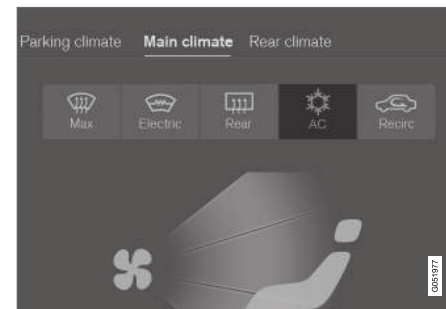 Parking climate Main climate Rear climate
Max Electric Rear AC Recirc
G051977